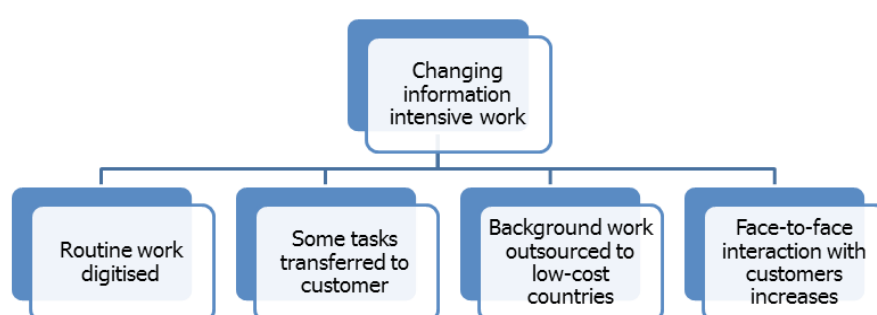 Changing
information
intensive work
Routine work
digitised
Some tasks
transferred to
customer
Background work
outsourced to
low-cost
countries
Face-to-face
interaction with
customers
increases